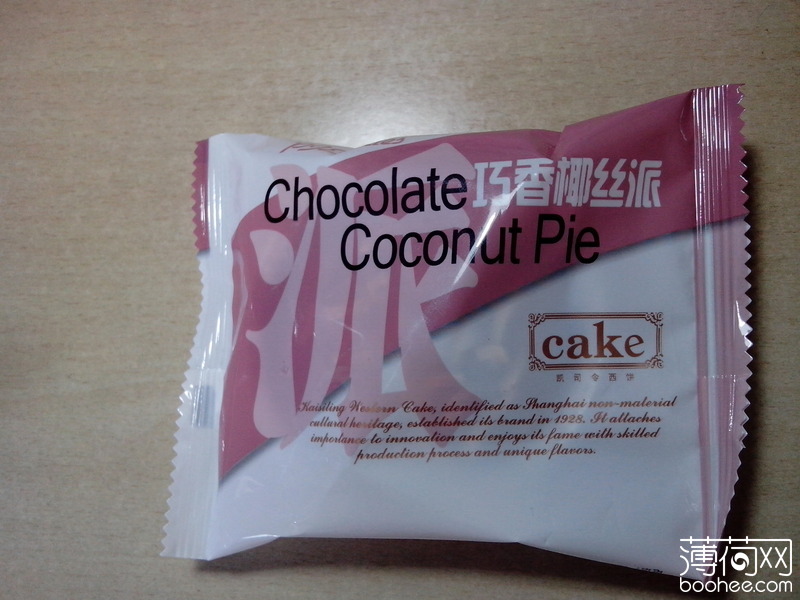 Chocolate 巧香椰丝派
Coconut Pie
派
cake
凯司令西饼
Kaisiling Western Cake, identified as Shanghai non-material
cultural heritage, established its brand in 1928. It attaches
importance to innovation and enjoys its fame with skilled
production process and unique flavors.
薄荷网
boohee.com